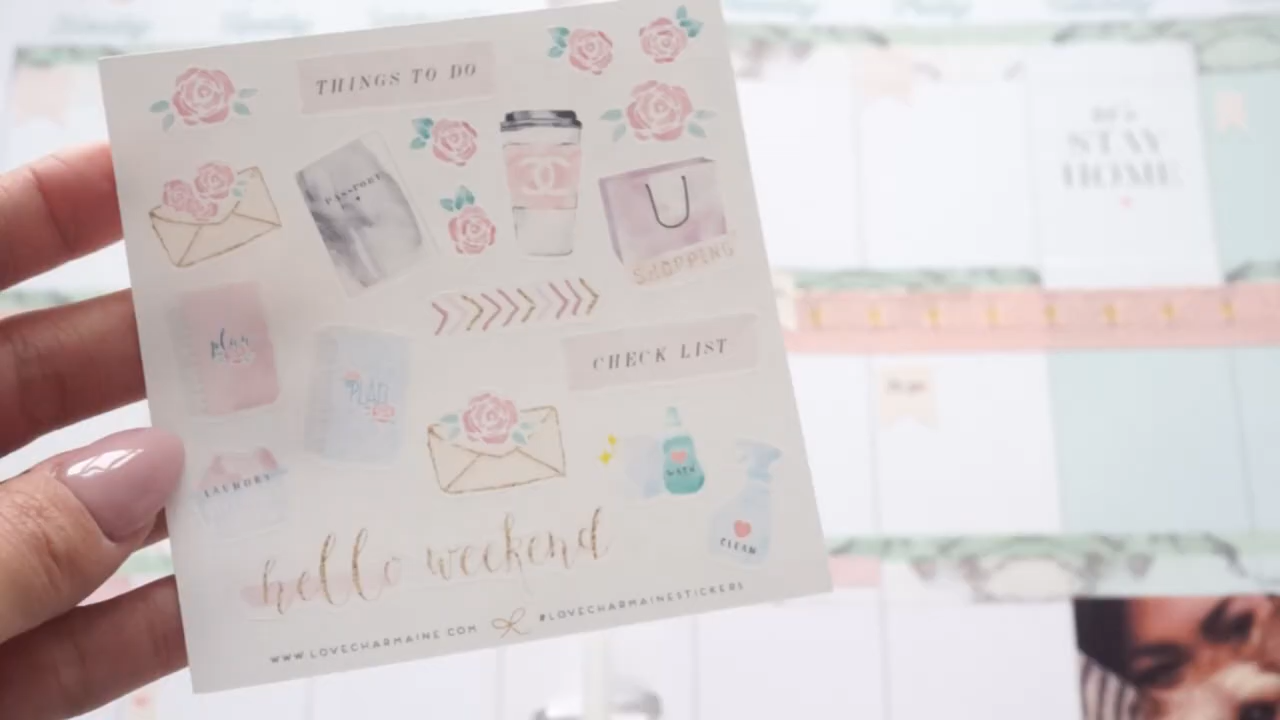 THINGS TO DO
PASSPORT
SHOPPING
plan
PLAN
CHECK LIST
LAUNDRY
WASH
CLEAN
hello weekend
WWW.LOVECHARMAINE.COM #LOVECHARMAINESTICKERS
let's
STAY
HOME